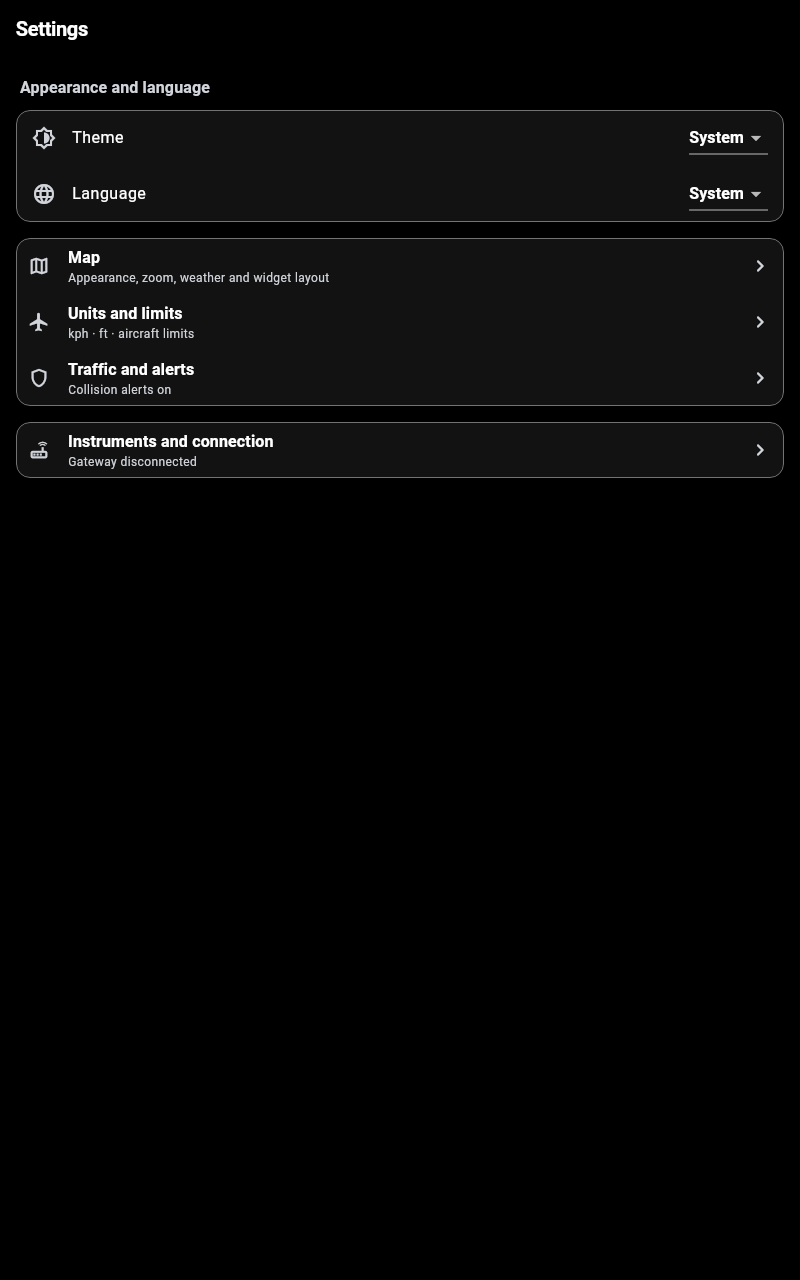 Settings
Appearance and language
Theme
System
Language
System
Map
Appearance, zoom, weather and widget layout
Units and limits
kph · ft · aircraft limits
Traffic and alerts
Collision alerts on
Instruments and connection
Gateway disconnected